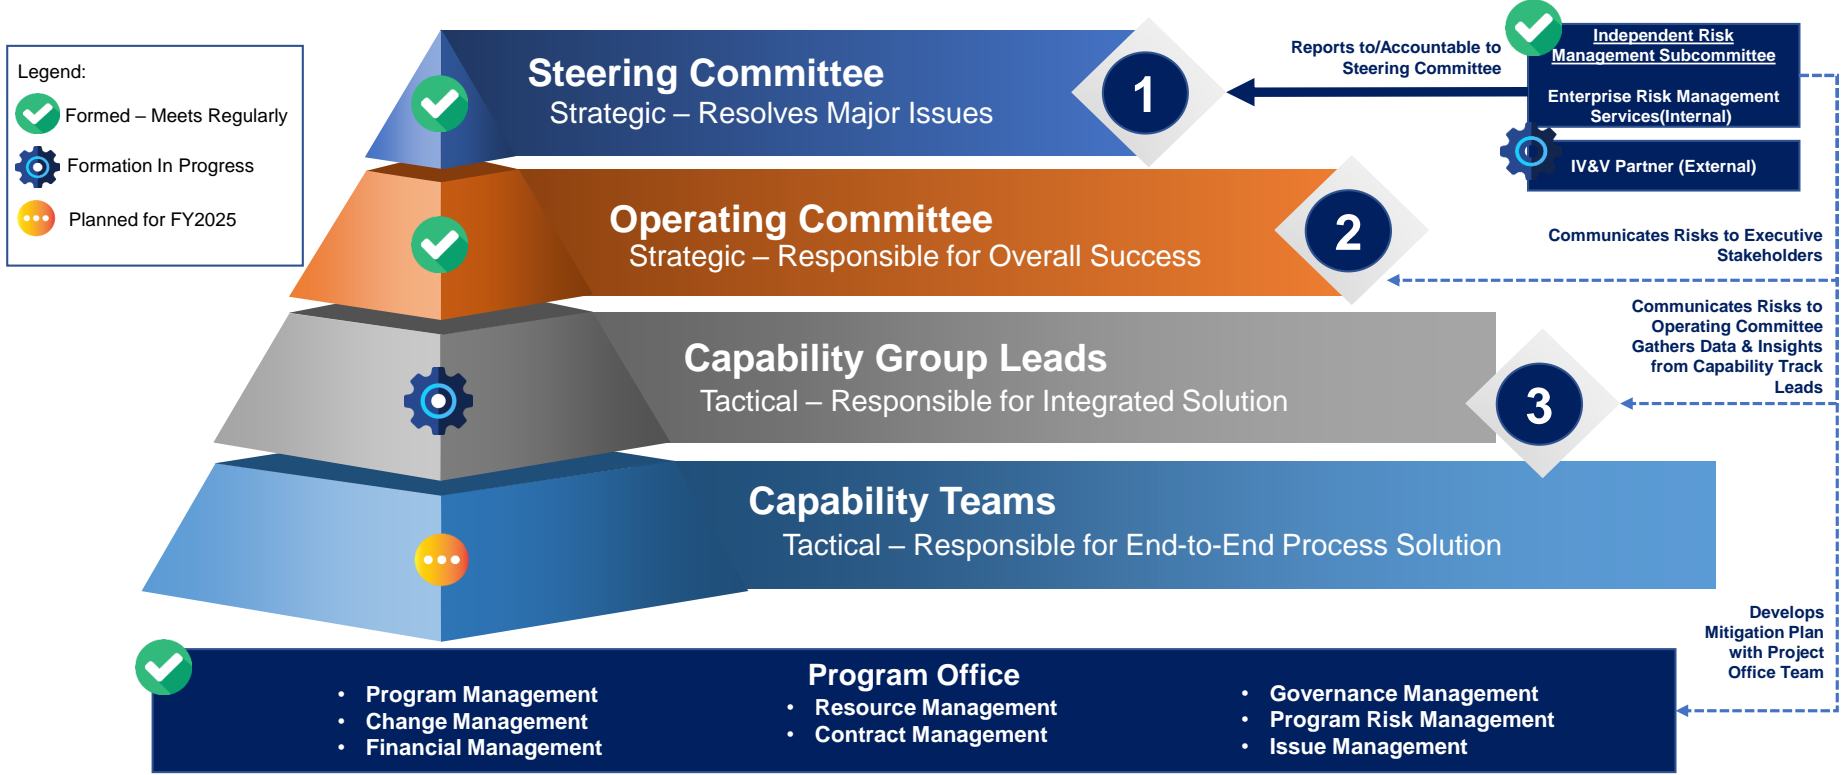 Legend:
Formed – Meets Regularly
Formation In Progress
Planned for FY2025
Steering Committee
Strategic – Resolves Major Issues
1
Reports to/Accountable to
Steering Committee
Independent Risk
Management Subcommittee
Enterprise Risk Management
Services(Internal)
IV&V Partner (External)
Operating Committee
Strategic – Responsible for Overall Success
2
Communicates Risks to Executive
Stakeholders
Capability Group Leads
Tactical – Responsible for Integrated Solution
3
Communicates Risks to
Operating Committee
Gathers Data & Insights
from Capability Track
Leads
Capability Teams
Tactical – Responsible for End-to-End Process Solution
Develops
Mitigation Plan
with Project
Office Team
Program Office
• Program Management
• Change Management
• Financial Management
• Resource Management
• Contract Management
• Governance Management
• Program Risk Management
• Issue Management